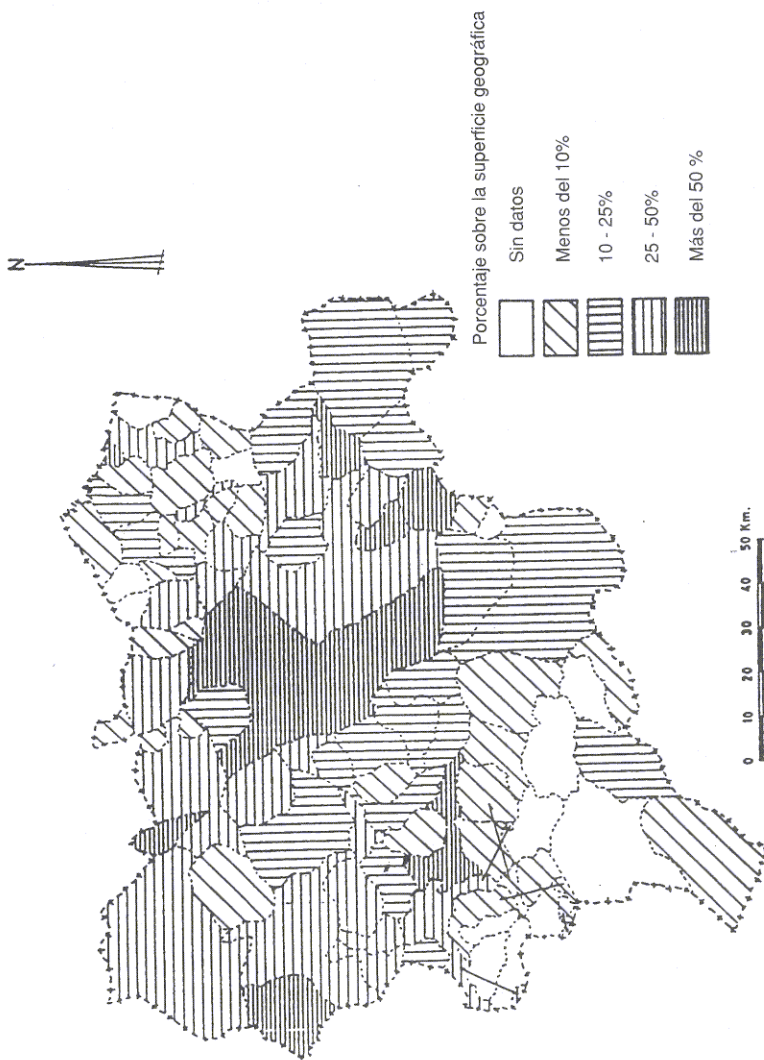 N
Porcentaje sobre la superficie geográfica
Sin datos
Menos del 10%
10 - 25%
25 - 50%
Más del 50 %
0 10 20 30 40 50 Km.